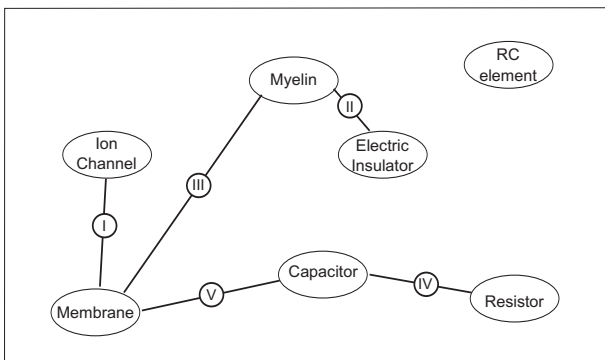 RC
element
Myelin
II
Ion
Channel
Electric
Insulator
III
I
Capacitor
IV
V
Resistor
Membrane